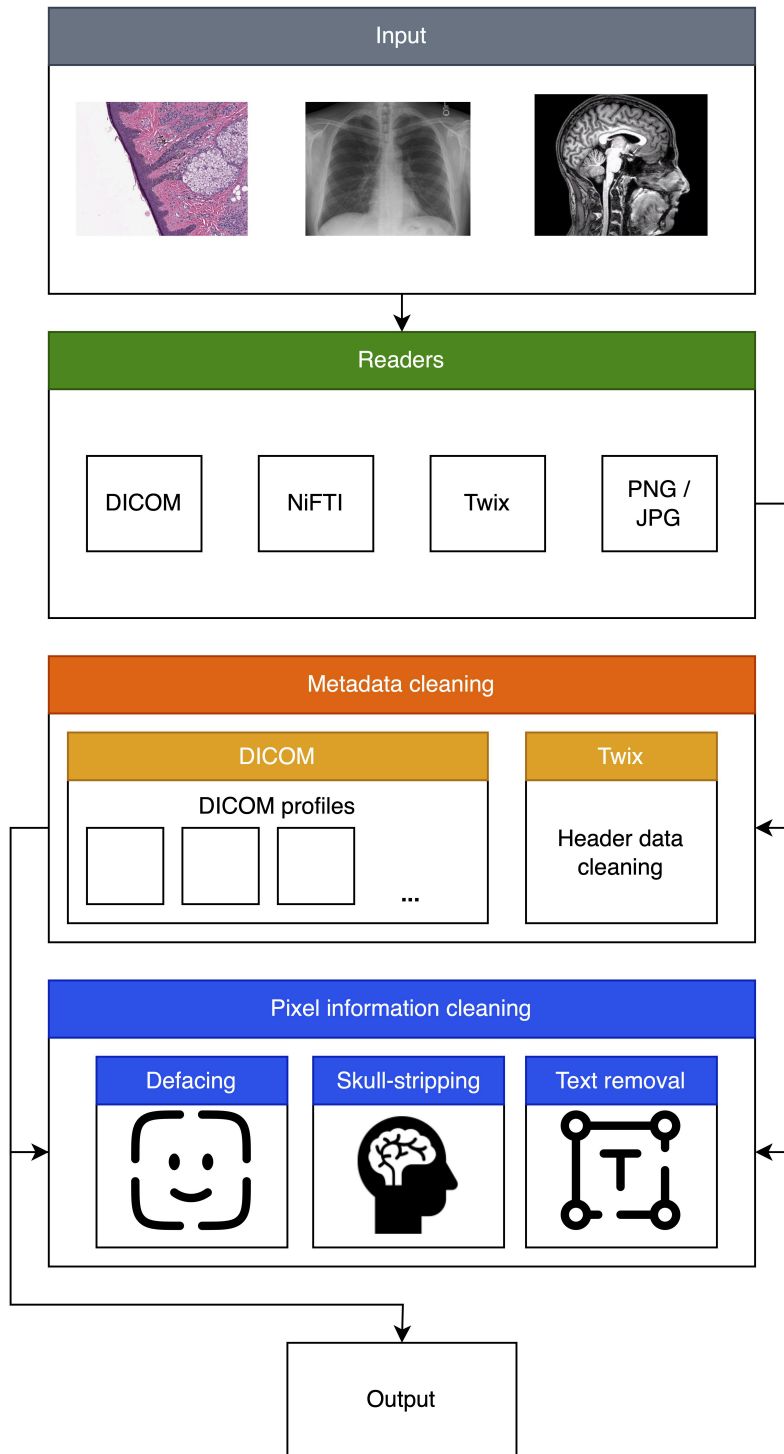 Input
Readers
DICOM
NiFTI
Twix
PNG /
JPG
Metadata cleaning
DICOM
DICOM profiles
...
Twix
Header data
cleaning
Pixel information cleaning
Defacing
Skull-stripping
Text removal
T
Output